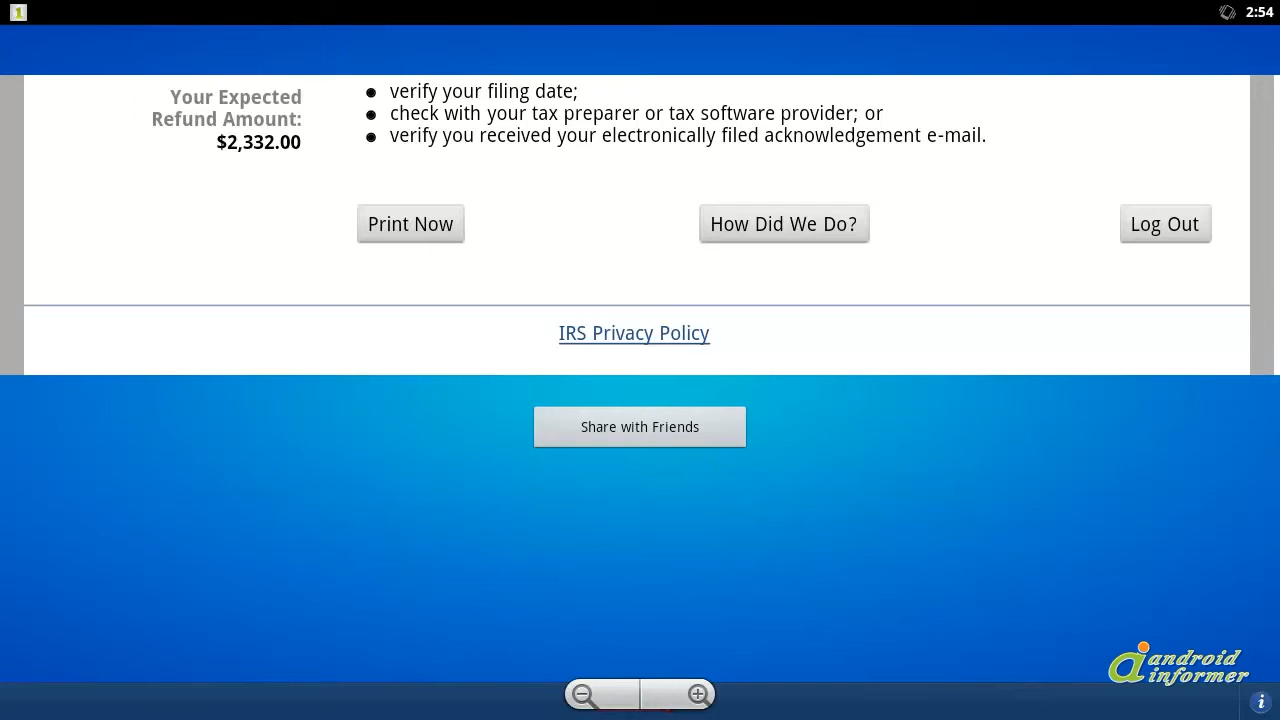 2:54
Your Expected
Refund Amount:
$2,332.00
● verify your filing date;
● check with your tax preparer or tax software provider; or
● verify you received your electronically filed acknowledgement e-mail.
Print Now
How Did We Do?
Log Out
IRS Privacy Policy
Share with Friends
android
informer